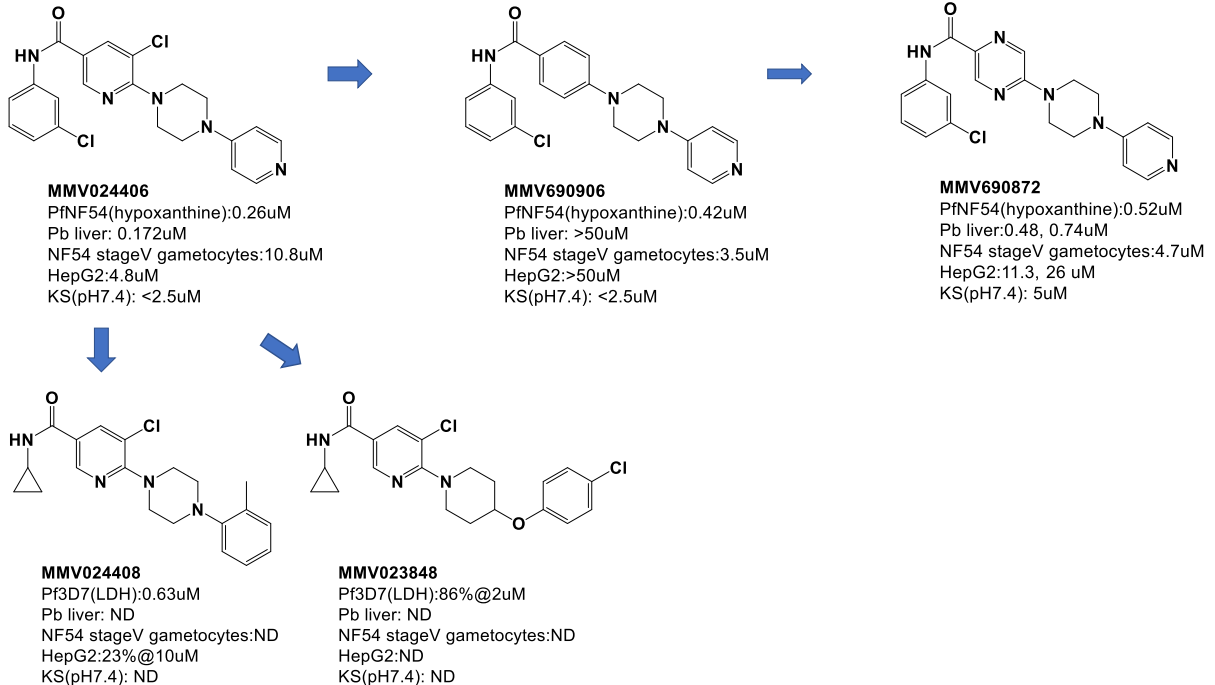 O
HN
Cl
N
N
N
N
Cl
MMV024406
PfNF54(hypoxanthine):0.26uM
Pb liver: 0.172uM
NF54 stageV gametocytes:10.8uM
HepG2:4.8uM
KS(pH7.4): <2.5uM
O
HN
N
N
N
Cl
MMV690906
PfNF54(hypoxanthine):0.42uM
Pb liver: >50uM
NF54 stageV gametocytes:3.5uM
HepG2:>50uM
KS(pH7.4): <2.5uM
O
HN
N
N
N
N
N
Cl
MMV690872
PfNF54(hypoxanthine):0.52uM
Pb liver:0.48, 0.74uM
NF54 stageV gametocytes:4.7uM
HepG2:11.3, 26 uM
KS(pH7.4): 5uM
O
HN
Cl
N
N
N
MMV024408
Pf3D7(LDH):0.63uM
Pb liver: ND
NF54 stageV gametocytes:ND
HepG2:23%@10uM
KS(pH7.4): ND
O
HN
Cl
N
N
O
Cl
MMV023848
Pf3D7(LDH):86%@2uM
Pb liver: ND
NF54 stageV gametocytes:ND
HepG2:ND
KS(pH7.4): ND